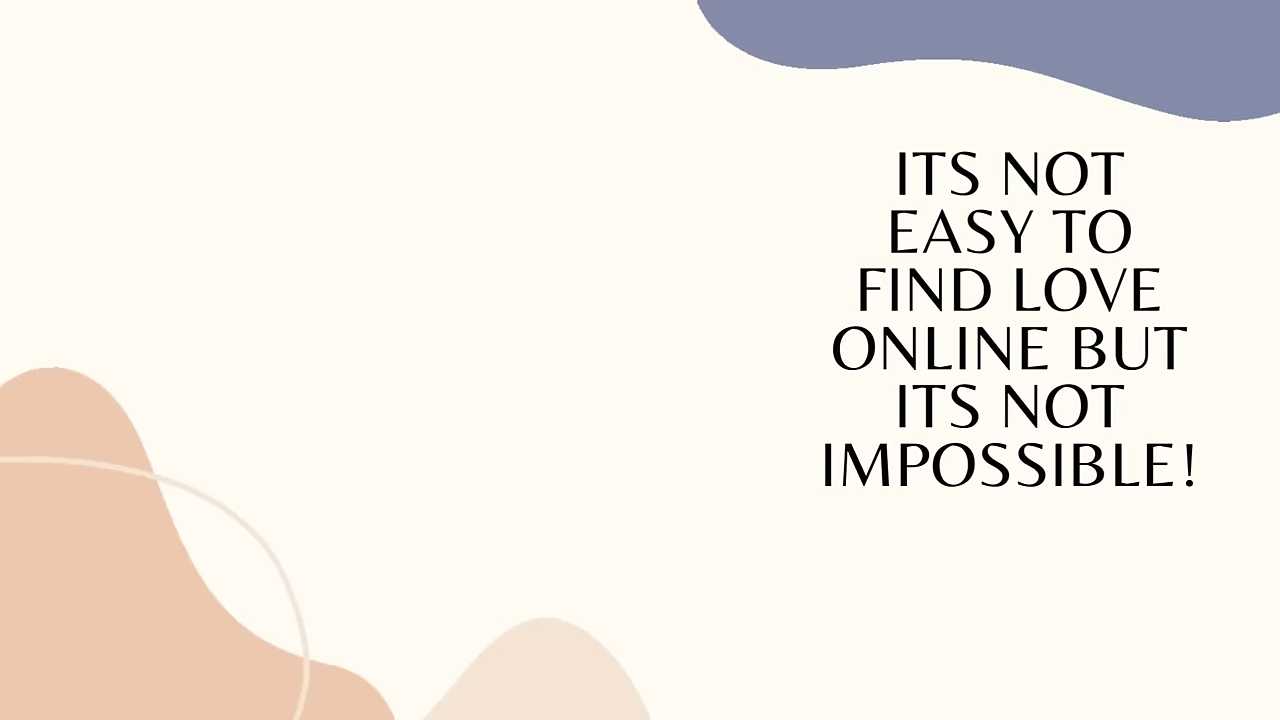 ITS NOT
EASY TO
FIND LOVE
ONLINE BUT
ITS NOT
IMPOSSIBLE!